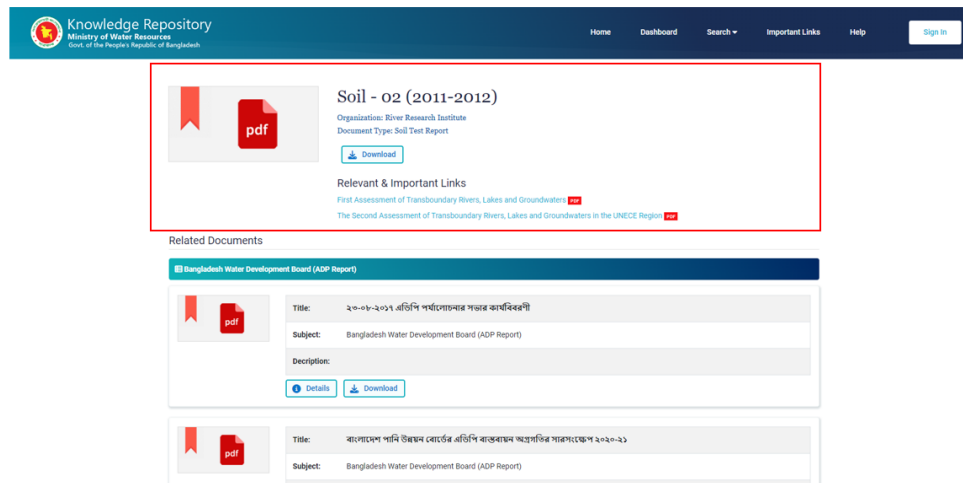 Knowledge Repository
Ministry of Water Resources
Govt. of the People's Republic of Bangladesh
Home Dashboard Search Important Links Help Sign In
pdf
Soil - 02 (2011-2012)
Organization: River Research Institute
Document Type: Soil Test Report
Download
Relevant & Important Links
First Assessment of Transboundary Rivers, Lakes and Groundwaters PDF
The Second Assessment of Transboundary Rivers, Lakes and Groundwaters in the UNECE Region PDF
Related Documents
Bangladesh Water Development Board (ADP Report)
pdf
Title: ২৩-০৮-২০১৭ এডিপি পর্যালোচনার সভার কার্যবিবরণী
Subject: Bangladesh Water Development Board (ADP Report)
Decription:
Details Download
pdf
Title: বাংলাদেশ পানি উন্নয়ন বোর্ডের এডিপি বাস্তবায়ন অগ্রগতির সারসংক্ষেপ ২০২০-২১
Subject: Bangladesh Water Development Board (ADP Report)